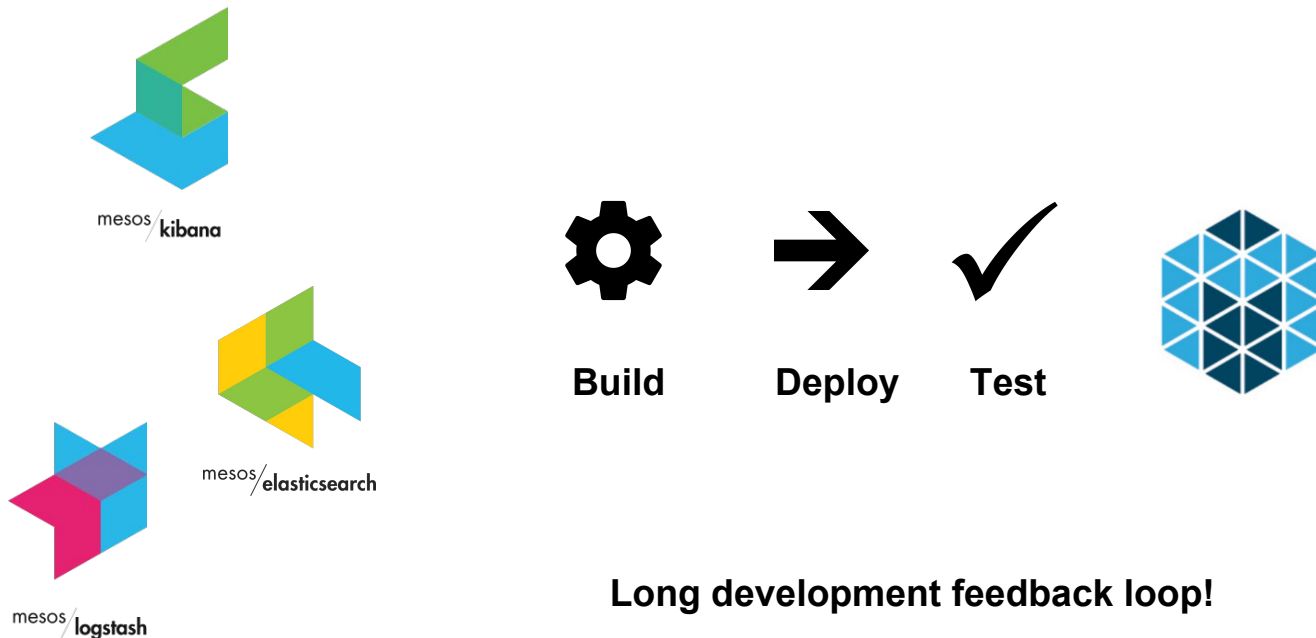 mesos/kibana
mesos/elasticsearch
mesos/logstash
Build Deploy Test
Long development feedback loop!